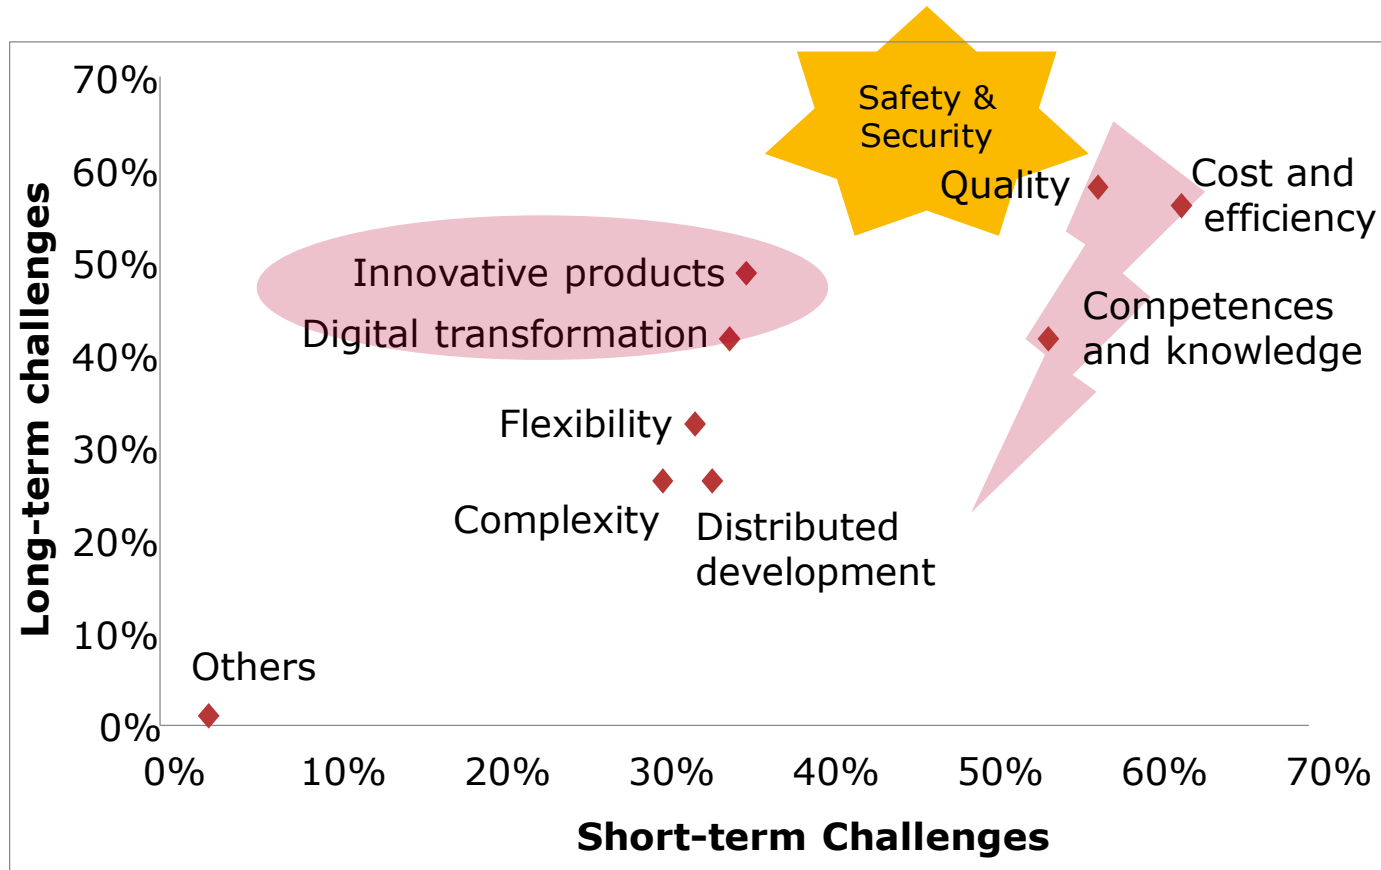 Safety &
Security
70%
60%
50%
40%
30%
20%
10%
0%
Long-term challenges
Quality
Cost and
efficiency
Innovative products
Digital transformation
Competences
and knowledge
Flexibility
Complexity
Distributed
development
Others
0%
10%
20%
30%
40%
50%
60%
70%
Short-term Challenges